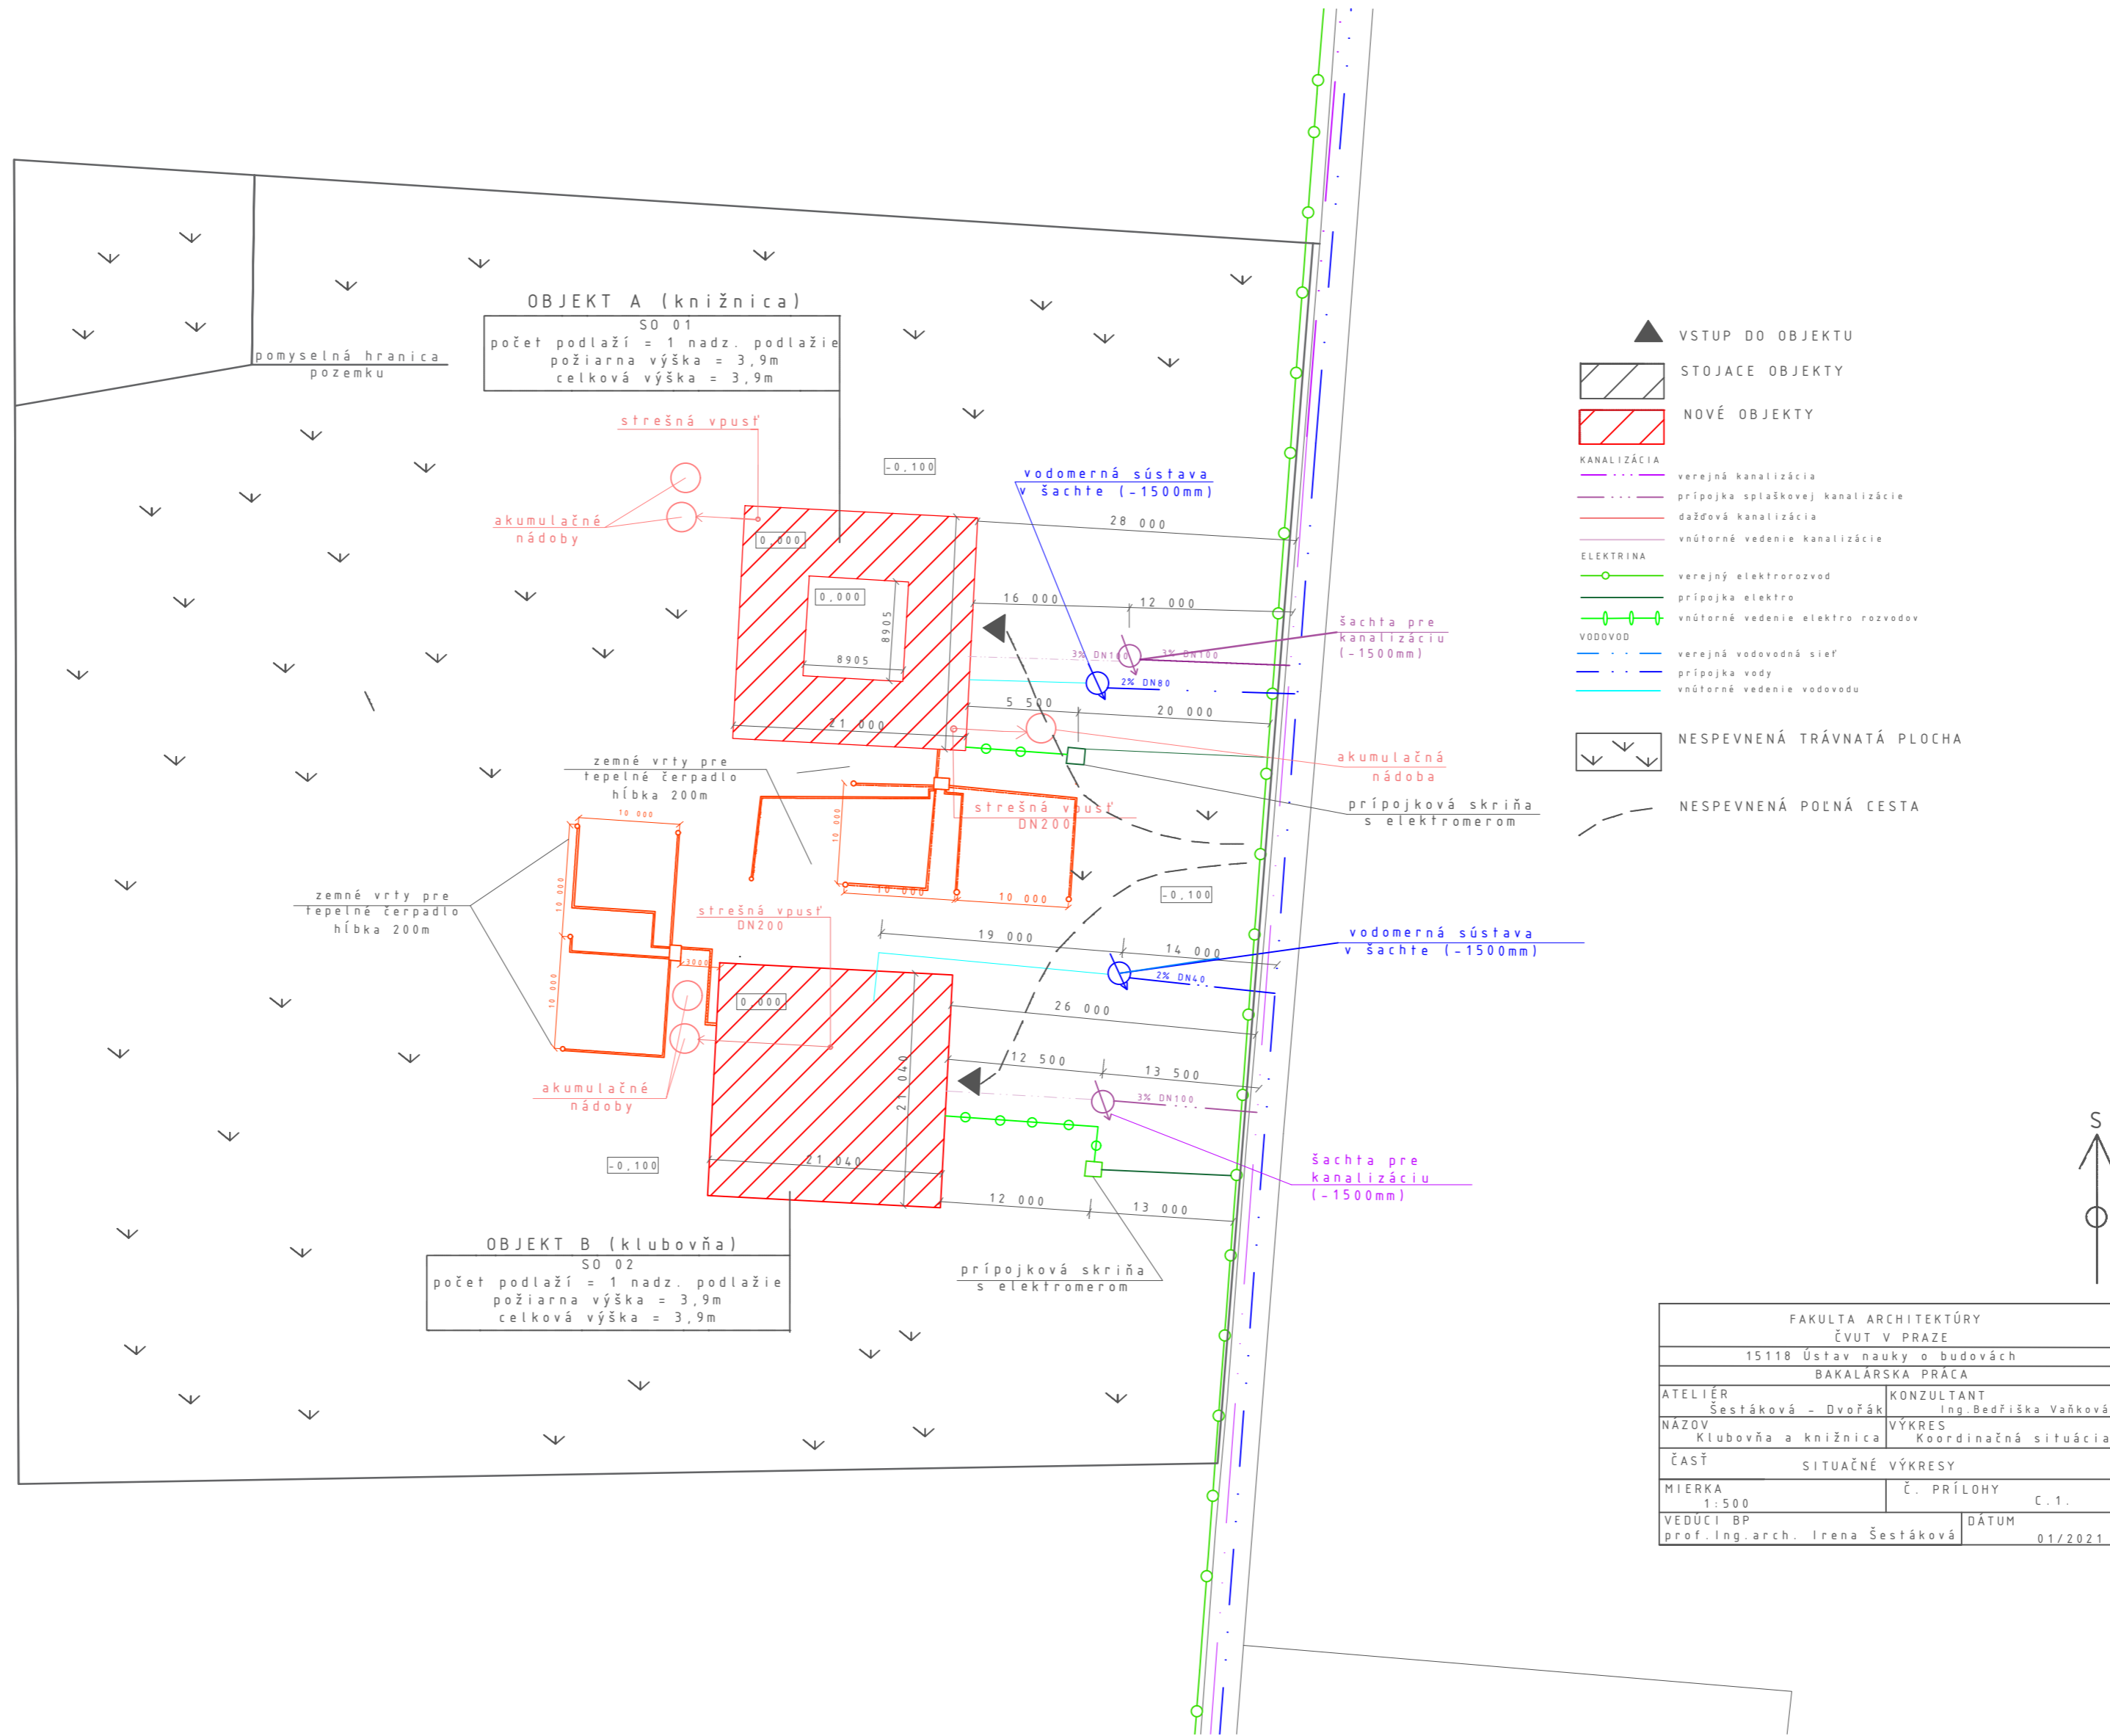 OBJEKT A (knižnica)
SO 01
počet podlaží = 1 nadz. podlažie
požiarna výška = 3,9m
celková výška = 3,9m
pomyselná hranica
pozemku
strešná vpusť
akumulačné
nádoby
-0,100
vodomerná sústava
v šachte (-1500mm)
0,000
0,000
8905
8905
21 000
28 000
16 000
12 000
3% DN100
3% DN100
2% DN80
5 500
20 000
šachta pre
kanalizáciu
(-1500mm)
akumulačná
nádoba
prípojková skriňa
s elektromerom
zemné vrty pre
tepelné čerpadlo
hĺbka 200m
strešná vpusť
DN200
10 000
10 000
10 000
10 000
10 000
10 000
3000
zemné vrty pre
tepelné čerpadlo
hĺbka 200m
strešná vpusť
DN200
-0,100
19 000
14 000
vodomerná sústava
v šachte (-1500mm)
2% DN40
0,000
26 000
12 500
13 500
3% DN100
21 040
21 040
akumulačné
nádoby
-0,100
12 000
13 000
šachta pre
kanalizáciu
(-1500mm)
prípojková skriňa
s elektromerom
OBJEKT B (klubovňa)
SO 02
počet podlaží = 1 nadz. podlažie
požiarna výška = 3,9m
celková výška = 3,9m
VSTUP DO OBJEKTU
STOJACE OBJEKTY
NOVÉ OBJEKTY
KANALIZÁCIA
verejná kanalizácia
prípojka splaškovej kanalizácie
dažďová kanalizácia
vnútorné vedenie kanalizácie
ELEKTRINA
verejný elektrorozvod
prípojka elektro
vnútorné vedenie elektro rozvodov
VODOVOD
verejná vodovodná sieť
prípojka vody
vnútorné vedenie vodovodu
NESPEVNENÁ TRÁVNATÁ PLOCHA
NESPEVNENÁ POĽNÁ CESTA
S
FAKULTA ARCHITEKTÚRY
ČVUT V PRAZE
15118 Ústav nauky o budovách
BAKALÁRSKA PRÁCA
ATELIÉR
Šestáková - Dvořák
KONZULTANT
Ing.Bedřiška Vaňková
NÁZOV
Klubovňa a knižnica
VÝKRES
Koordinačná situácia
ČASŤ
SITUAČNÉ VÝKRESY
MIERKA
1:500
Č. PRÍLOHY
C.1.
VEDÚCI BP
prof.Ing.arch. Irena Šestáková
DÁTUM
01/2021